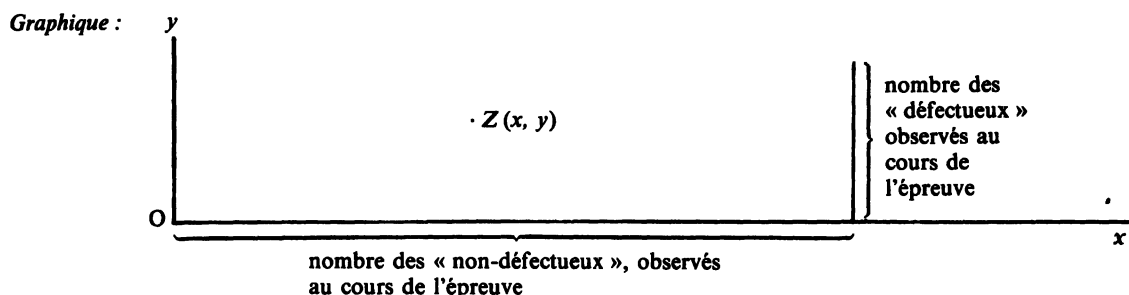 Graphique :
y
nombre des
« défectueux »
observés au
cours de
l'épreuve
· Z (x, y)
O
x
nombre des « non-défectueux », observés
au cours de l'épreuve